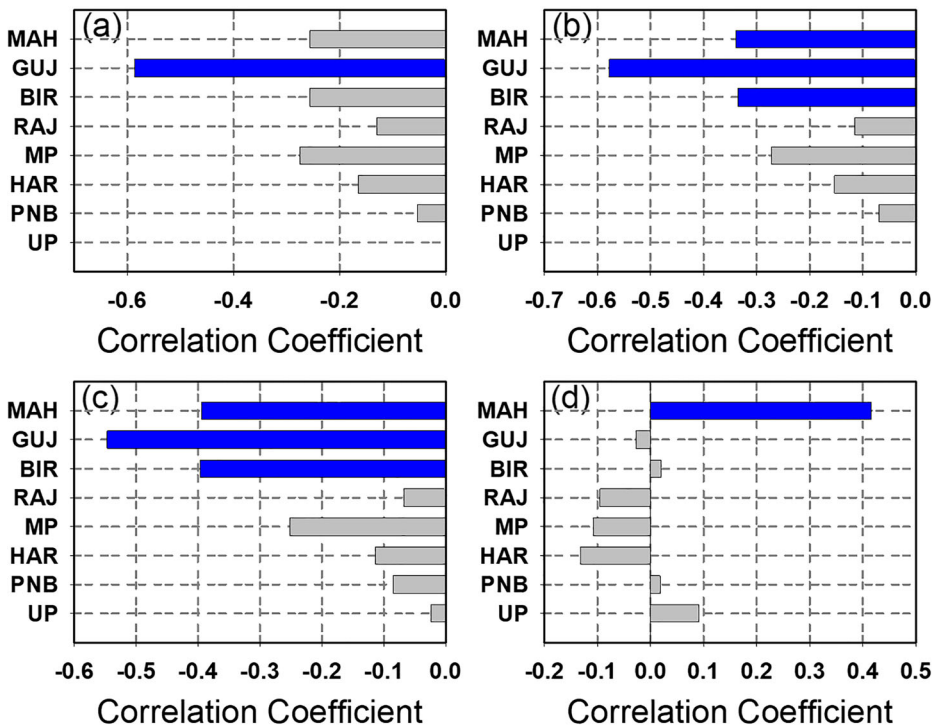 (a)
MAH
GUJ
BIR
RAJ
MP
HAR
PNB
UP
-0.6 -0.4 -0.2 0.0
Correlation Coefficient
(b)
MAH
GUJ
BIR
RAJ
MP
HAR
PNB
UP
-0.7 -0.6 -0.5 -0.4 -0.3 -0.2 -0.1 0.0
Correlation Coefficient
(c)
MAH
GUJ
BIR
RAJ
MP
HAR
PNB
UP
-0.6 -0.5 -0.4 -0.3 -0.2 -0.1 0.0
Correlation Coefficient
(d)
MAH
GUJ
BIR
RAJ
MP
HAR
PNB
UP
-0.2 -0.1 0.0 0.1 0.2 0.3 0.4 0.5
Correlation Coefficient